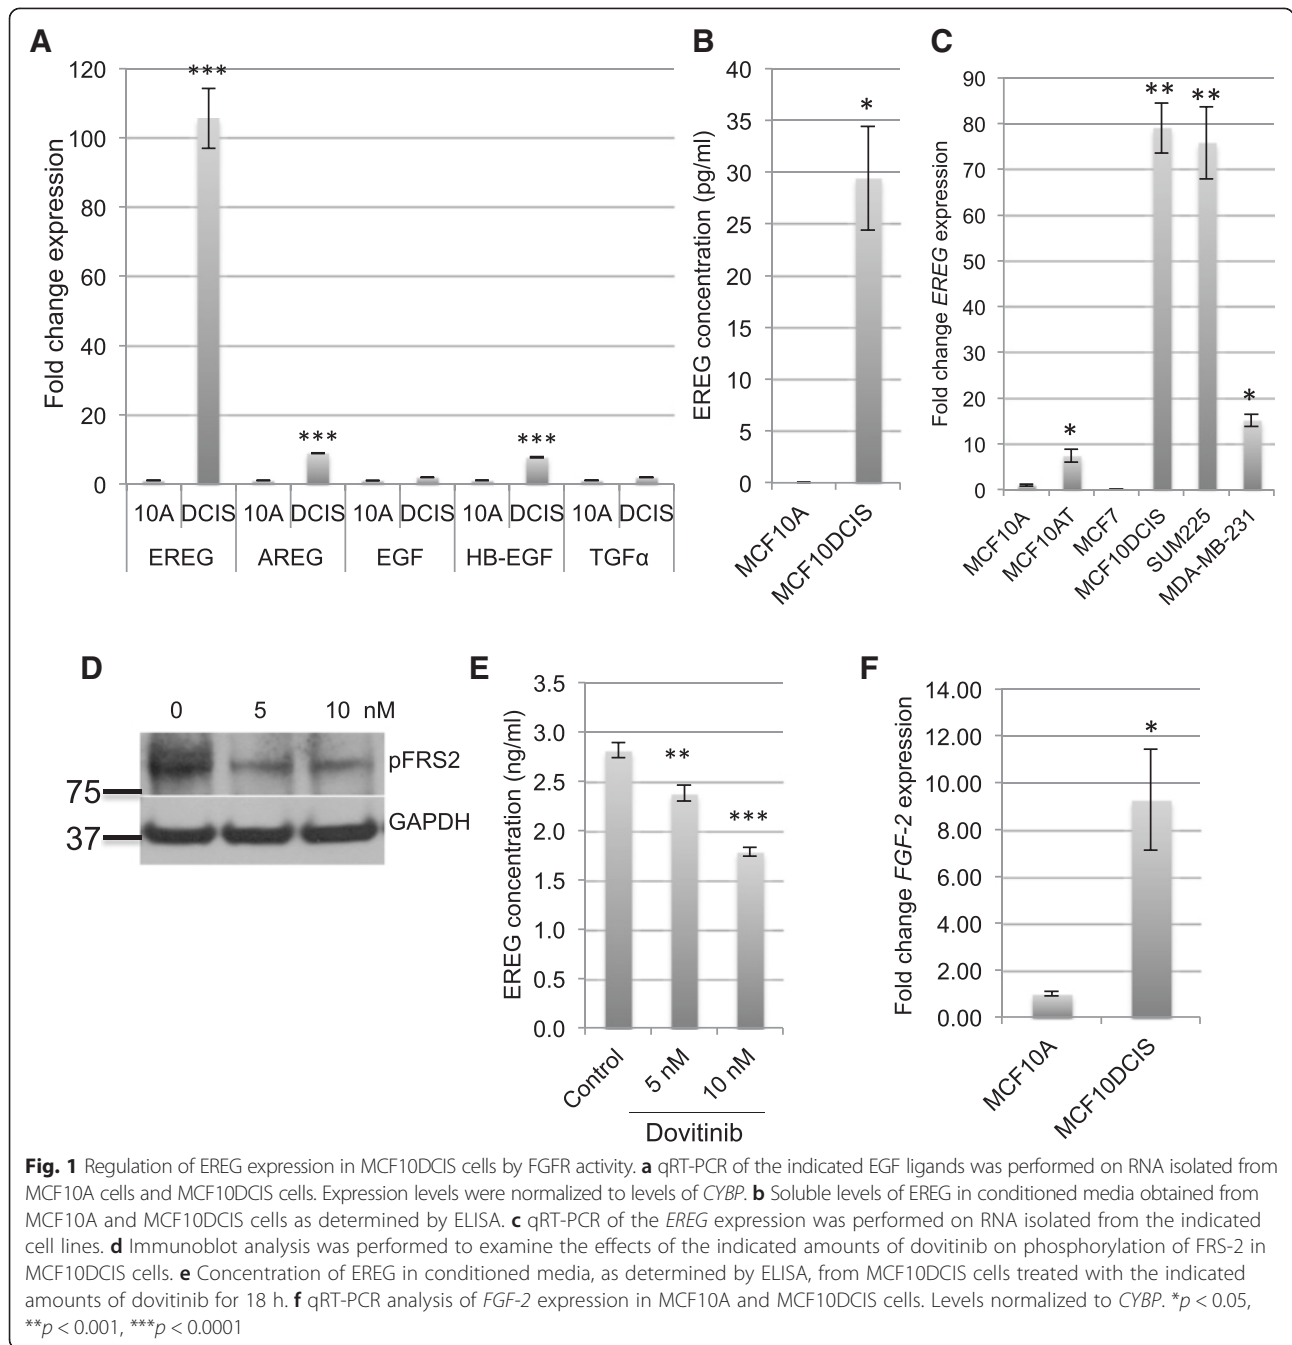 A
Fold change expression
120
100
80
60
40
20
0
***
***
***
10A DCIS 10A DCIS 10A DCIS 10A DCIS 10A DCIS
EREG AREG EGF HB-EGF TGFα
B
EREG concentration (pg/ml)
40
35
30
25
20
15
10
5
0
*
MCF10A
MCF10DCIS
C
Fold change EREG expression
90
80
70
60
50
40
30
20
10
0
*
**
**
*
MCF10A
MCF10AT
MCF7
MCF10DCIS
SUM225
MDA-MB-231
D
0 5 10 nM
pFRS2
75
GAPDH
37
E
EREG concentration (ng/ml)
3.5
3.0
2.5
2.0
1.5
1.0
0.5
0.0
**
***
Control
5 nM
10 nM
Dovitinib
F
Fold change FGF-2 expression
14.00
12.00
10.00
8.00
6.00
4.00
2.00
0.00
*
MCF10A
MCF10DCIS
Fig. 1 Regulation of EREG expression in MCF10DCIS cells by FGFR activity. a qRT-PCR of the indicated EGF ligands was performed on RNA isolated from
MCF10A cells and MCF10DCIS cells. Expression levels were normalized to levels of CYBP. b Soluble levels of EREG in conditioned media obtained from
MCF10A and MCF10DCIS cells as determined by ELISA. c qRT-PCR of the EREG expression was performed on RNA isolated from the indicated
cell lines. d Immunoblot analysis was performed to examine the effects of the indicated amounts of dovitinib on phosphorylation of FRS-2 in
MCF10DCIS cells. e Concentration of EREG in conditioned media, as determined by ELISA, from MCF10DCIS cells treated with the indicated
amounts of dovitinib for 18 h. f qRT-PCR analysis of FGF-2 expression in MCF10A and MCF10DCIS cells. Levels normalized to CYBP. *p < 0.05,
**p < 0.001, ***p < 0.0001